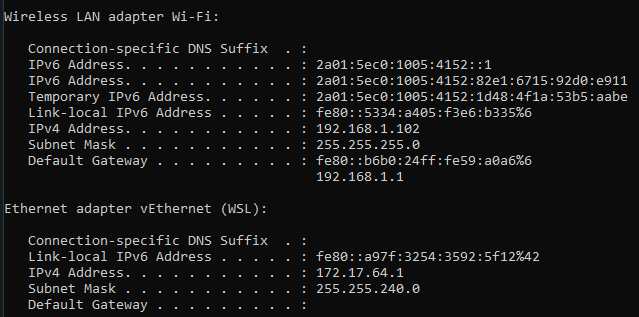 Wireless LAN adapter Wi-Fi:
Connection-specific DNS Suffix  . :
IPv6 Address. . . . . . . . . . . : 2a01:5ec0:1005:4152::1
IPv6 Address. . . . . . . . . . . : 2a01:5ec0:1005:4152:82e1:6715:92d0:e911
Temporary IPv6 Address. . . . . . : 2a01:5ec0:1005:4152:1d48:4f1a:53b5:aabe
Link-local IPv6 Address . . . . . : fe80::5334:a405:f3e6:b335%6
IPv4 Address. . . . . . . . . . . : 192.168.1.102
Subnet Mask . . . . . . . . . . . : 255.255.255.0
Default Gateway . . . . . . . . . : fe80::b6b0:24ff:fe59:a0a6%6
192.168.1.1
Ethernet adapter vEthernet (WSL):
Connection-specific DNS Suffix  . :
Link-local IPv6 Address . . . . . : fe80::a97f:3254:3592:5f12%42
IPv4 Address. . . . . . . . . . . : 172.17.64.1
Subnet Mask . . . . . . . . . . . : 255.255.240.0
Default Gateway . . . . . . . . . :